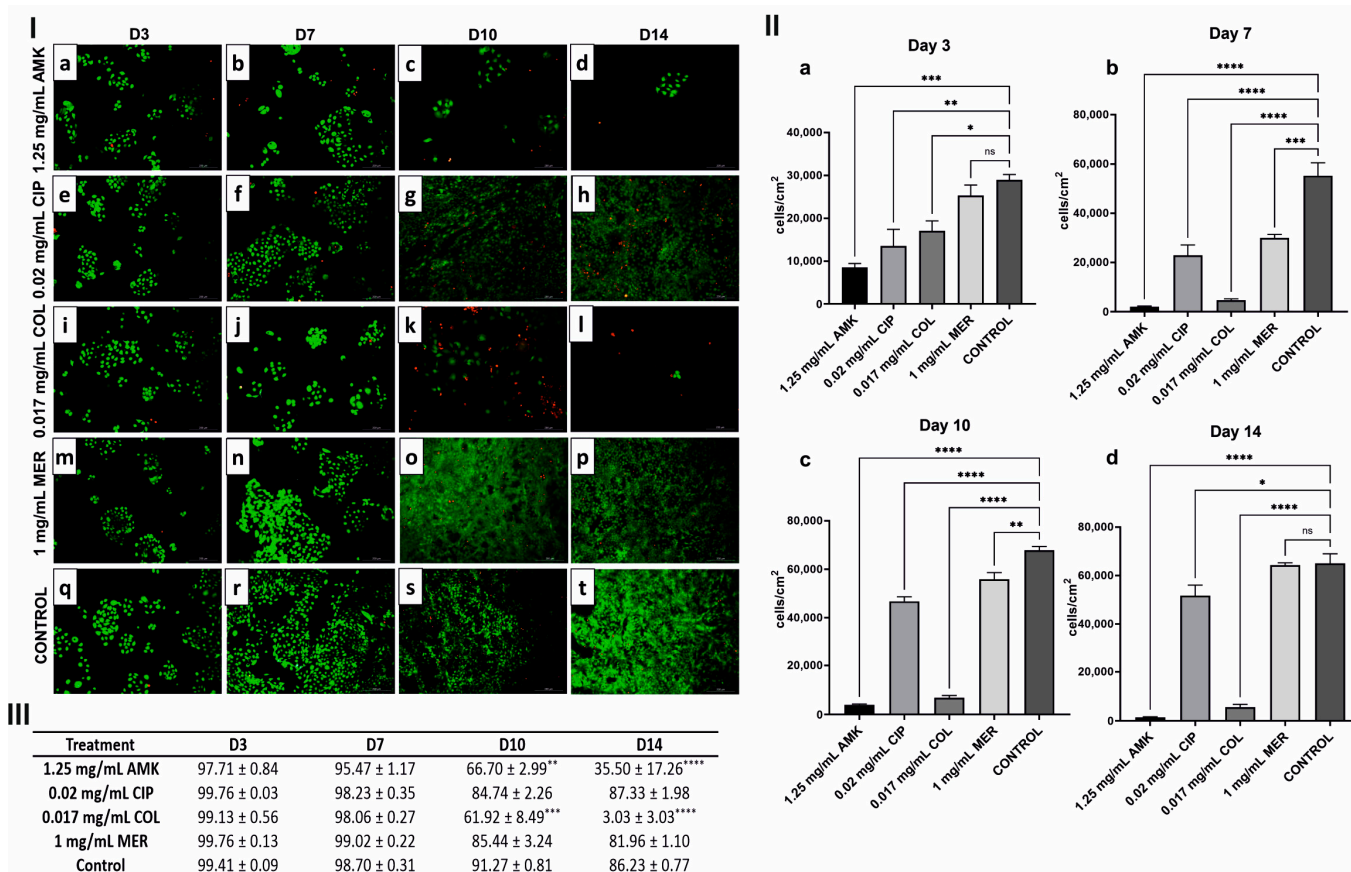 I
D3 D7 D10 D14
1.25 mg/mL AMK
a b c d
0.02 mg/mL CIP
e f g h
0.017 mg/mL COL
i j k l
1 mg/mL MER
m n o p
CONTROL
q r s t
II
Day 3
a
***
**
*
ns
cells/cm2
40,000
30,000
20,000
10,000
0
1.25 mg/mL AMK
0.02 mg/mL CIP
0.017 mg/mL COL
1 mg/mL MER
CONTROL
Day 7
b
****
****
****
***
cells/cm2
80,000
60,000
40,000
20,000
0
1.25 mg/mL AMK
0.02 mg/mL CIP
0.017 mg/mL COL
1 mg/mL MER
CONTROL
Day 10
c
****
****
****
**
cells/cm2
80,000
60,000
40,000
20,000
0
1.25 mg/mL AMK
0.02 mg/mL CIP
0.017 mg/mL COL
1 mg/mL MER
CONTROL
Day 14
d
****
*
****
ns
cells/cm2
80,000
60,000
40,000
20,000
0
1.25 mg/mL AMK
0.02 mg/mL CIP
0.017 mg/mL COL
1 mg/mL MER
CONTROL
III
Treatment D3 D7 D10 D14
1.25 mg/mL AMK 97.71 ± 0.84 95.47 ± 1.17 66.70 ± 2.99** 35.50 ± 17.26****
0.02 mg/mL CIP 99.76 ± 0.03 98.23 ± 0.35 84.74 ± 2.26 87.33 ± 1.98
0.017 mg/mL COL 99.13 ± 0.56 98.06 ± 0.27 61.92 ± 8.49*** 3.03 ± 3.03****
1 mg/mL MER 99.76 ± 0.13 99.02 ± 0.22 85.44 ± 3.24 81.96 ± 1.10
Control 99.41 ± 0.09 98.70 ± 0.31 91.27 ± 0.81 86.23 ± 0.77